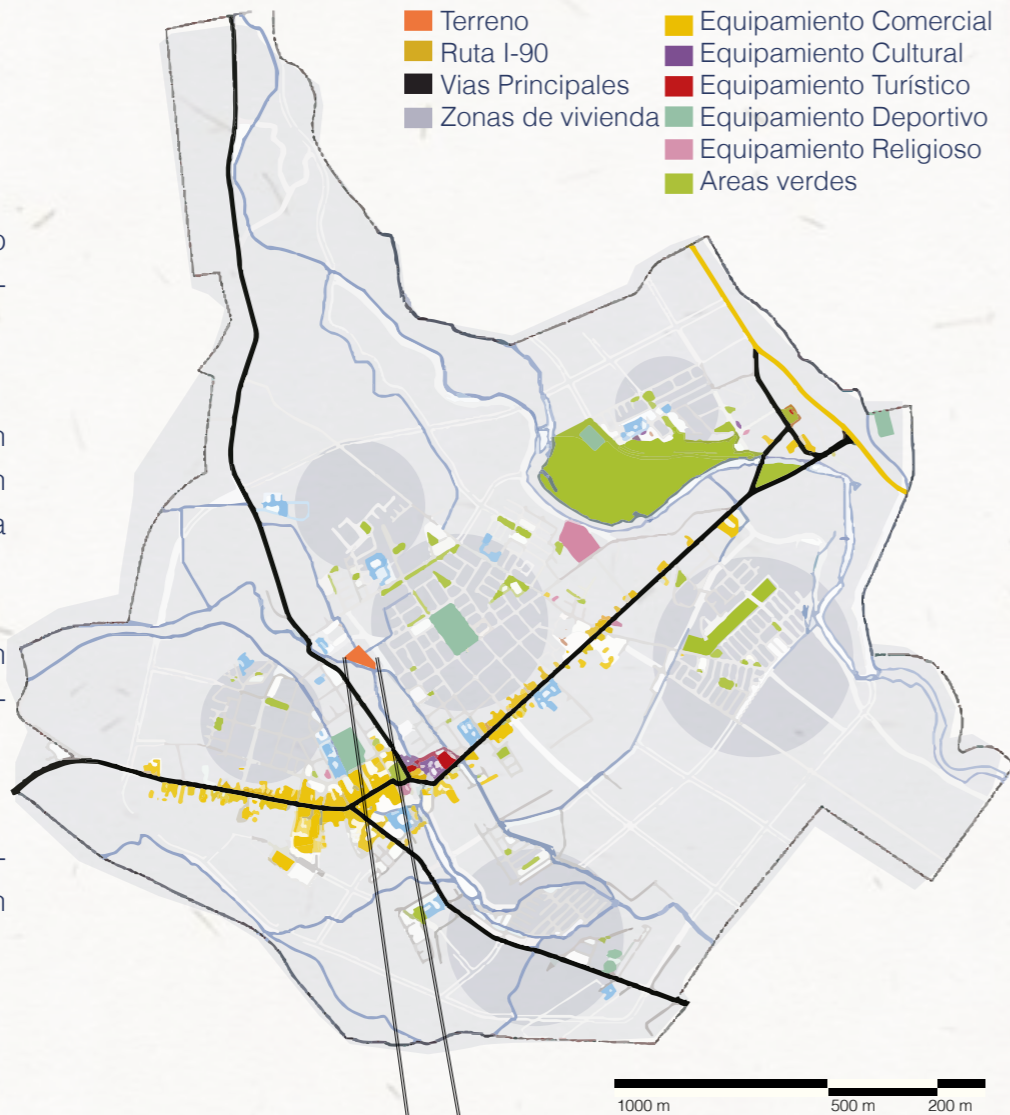 Terreno
Ruta I-90
Vias Principales
Zonas de vivienda
Equipamiento Comercial
Equipamiento Cultural
Equipamiento Turístico
Equipamiento Deportivo
Equipamiento Religioso
Areas verdes
1000 m
500 m
200 m